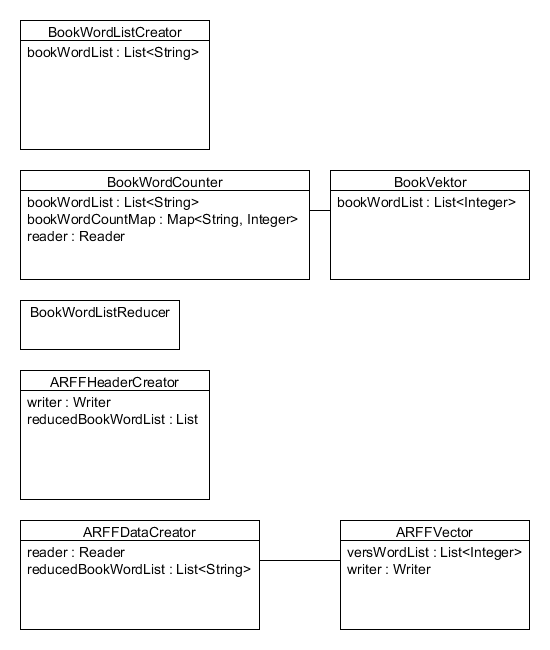 BookWordListCreator
bookWordList : List<String>
BookWordCounter
bookWordList : List<String>
bookWordCountMap : Map<String, Integer>
reader : Reader
BookVektor
bookWordList : List<Integer>
BookWordListReducer
ARFFHeaderCreator
writer : Writer
reducedBookWordList : List
ARFFDataCreator
reader : Reader
reducedBookWordList : List<String>
ARFFVector
versWordList : List<Integer>
writer : Writer